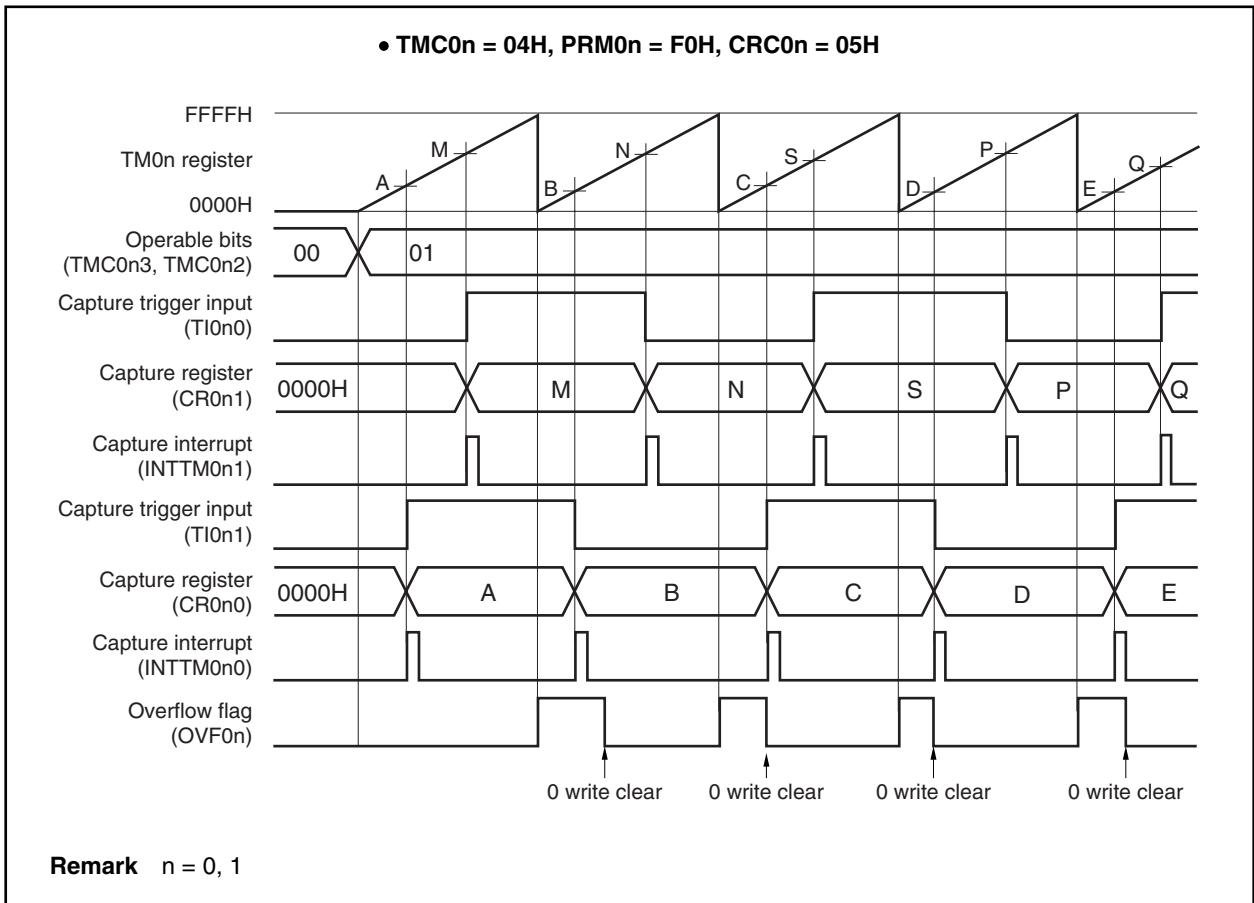 • TMC0n = 04H, PRM0n = F0H, CRC0n = 05H
FFFFH
M
N
S
P
Q
TM0n register
A
B
C
D
E
0000H
Operable bits
(TMC0n3, TMC0n2)
00
01
Capture trigger input
(TI0n0)
Capture register
(CR0n1)
0000H
M
N
S
P
Q
Capture interrupt
(INTTM0n1)
Capture trigger input
(TI0n1)
Capture register
(CR0n0)
0000H
A
B
C
D
E
Capture interrupt
(INTTM0n0)
Overflow flag
(OVF0n)
0 write clear
0 write clear
0 write clear
0 write clear
Remark n = 0, 1